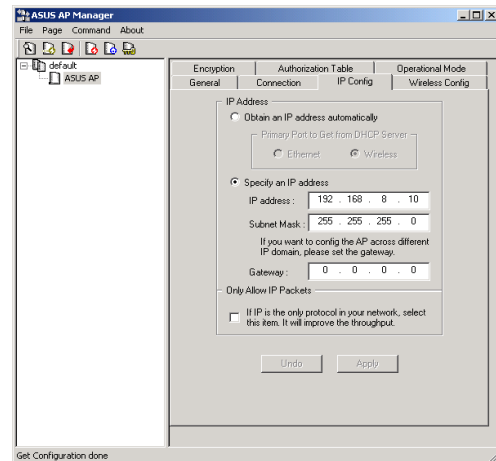 ASUS AP Manager
File Page Command About
default
ASUS AP
Encryption Authorization Table Operational Mode
General Connection IP Config Wireless Config
IP Address
Obtain an IP address automatically
Primary Port to Get from DHCP Server
Ethernet Wireless
Specify an IP address
IP address : 192 . 168 . 8 . 10
Subnet Mask : 255 . 255 . 255 . 0
If you want to config the AP across different
IP domain, please set the gateway.
Gateway : 0 . 0 . 0 . 0
Only Allow IP Packets
If IP is the only protocol in your network, select
this item. It will improve the throughput.
Undo Apply
Get Configuration done